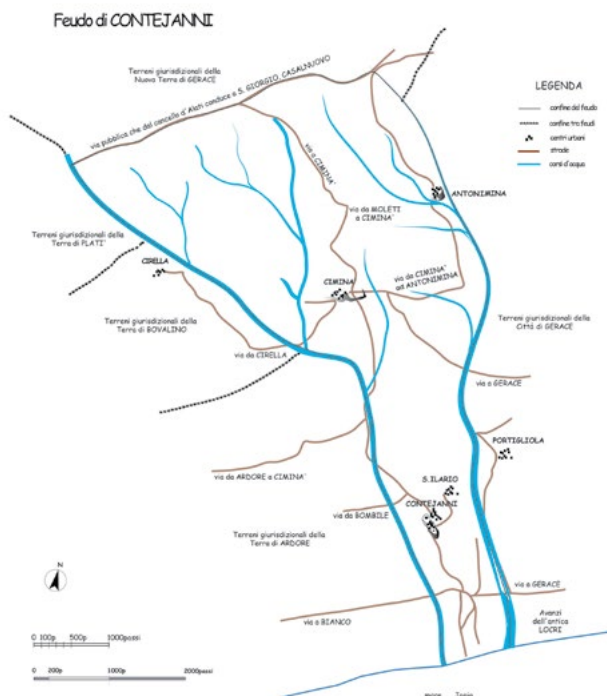 Feudo di CONTEJANNI
Terreni giurisdizionali della
Nuova Terra di GERACE
via pubblica che dal cancello d'Alati conduce a S. GIORGIO, CASALNUOVO
LEGENDA
confine del feudo
confine tra feudi
centri urbani
strade
corsi d'acqua
via a CIMINA'
ANTONIMINA
via da MOLETI
a CIMINA'
Terreni giurisdizionali della
Terra di PLATI'
CIRELLA
CIMINA
via da CIMINA'
ad ANTONIMINA
Terreni giurisdizionali della
Terra di BOVALINO
Terreni giurisdizionali della
Città di GERACE
via da CIRELLA
via a GERACE
PORTIGLIOLA
via da ARDORE a CIMINA'
S.ILARIO
CONTEJANNI
via da BOMBILE
Terreni giurisdizionali della
Terra di ARDORE
N
via a GERACE
via a BIANCO
Avanzi
dell'antica
LOCRI
0 100p 500p 1000passi
0 200p 1000p 2000passi
mare Ionio